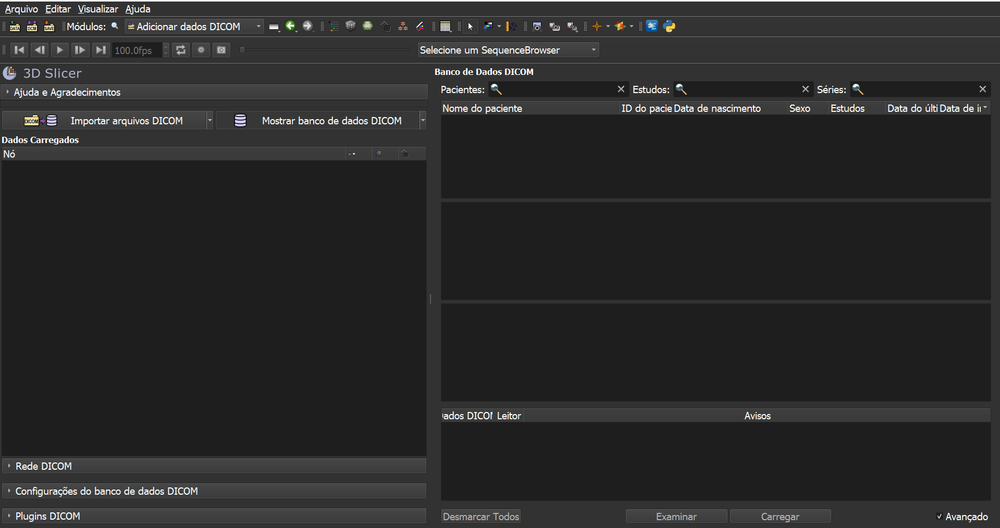 Arquivo Editar Visualizar Ajuda
DATA DCM SAVE Módulos: Adicionar dados DICOM
100.0fps Selecione um SequenceBrowser
3D Slicer
Ajuda e Agradecimentos
DICOM Importar arquivos DICOM Mostrar banco de dados DICOM
Dados Carregados
Nó
Rede DICOM
Configurações do banco de dados DICOM
Plugins DICOM
Banco de Dados DICOM
Pacientes: Estudos: Séries:
Nome do paciente ID do pacie Data de nascimento Sexo Estudos Data do últi Data de i
ados DICOM Leitor Avisos
Desmarcar Todos Examinar Carregar Avançado